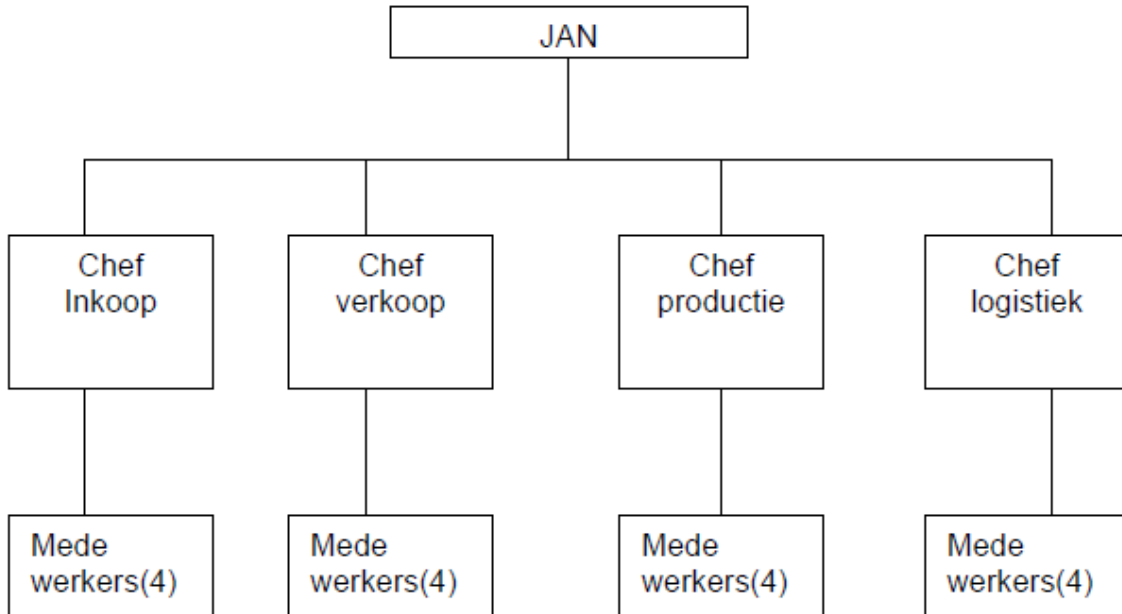 JAN
Chef
Inkoop
Chef
verkoop
Chef
productie
Chef
logistiek
Mede
werkers(4)
Mede
werkers(4)
Mede
werkers(4)
Mede
werkers(4)